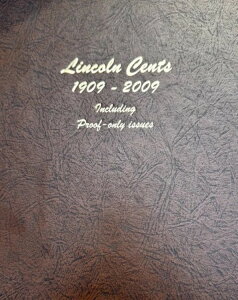 Lincoln Cents
1909 - 2009
Including
Proof-only issues